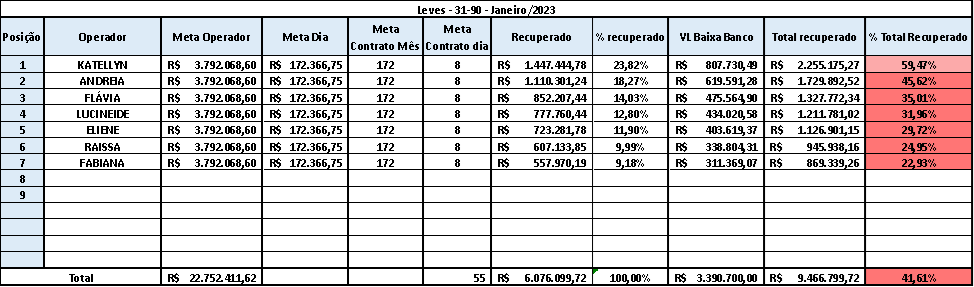 Leves - 31-90 - Janeiro/2023
Posição Operador Meta Operador Meta Dia Meta Contrato Mês Meta Contrato dia Recuperado % recuperado VL Baixa Banco Total recuperado % Total Recuperado
1 KATELLYN R$ 3.792.068,60 R$ 172.366,75 172 8 R$ 1.447.444,78 23,82% R$ 807.730,49 R$ 2.255.175,27 59,47%
2 ANDREIA R$ 3.792.068,60 R$ 172.366,75 172 8 R$ 1.110.301,24 18,27% R$ 619.591,28 R$ 1.729.892,52 45,62%
3 FLÁVIA R$ 3.792.068,60 R$ 172.366,75 172 8 R$ 852.207,44 14,03% R$ 475.564,90 R$ 1.327.772,34 35,01%
4 LUCINEIDE R$ 3.792.068,60 R$ 172.366,75 172 8 R$ 777.760,44 12,80% R$ 434.020,58 R$ 1.211.781,02 31,96%
5 ELIENE R$ 3.792.068,60 R$ 172.366,75 172 8 R$ 723.281,78 11,90% R$ 403.619,37 R$ 1.126.901,15 29,72%
6 RAISSA R$ 3.792.068,60 R$ 172.366,75 172 8 R$ 607.133,85 9,99% R$ 338.804,31 R$ 945.938,16 24,95%
7 FABIANA R$ 3.792.068,60 R$ 172.366,75 172 8 R$ 557.970,19 9,18% R$ 311.369,07 R$ 869.339,26 22,93%
8
9
Total R$ 22.752.411,62 55 R$ 6.076.099,72 100,00% R$ 3.390.700,00 R$ 9.466.799,72 41,61%